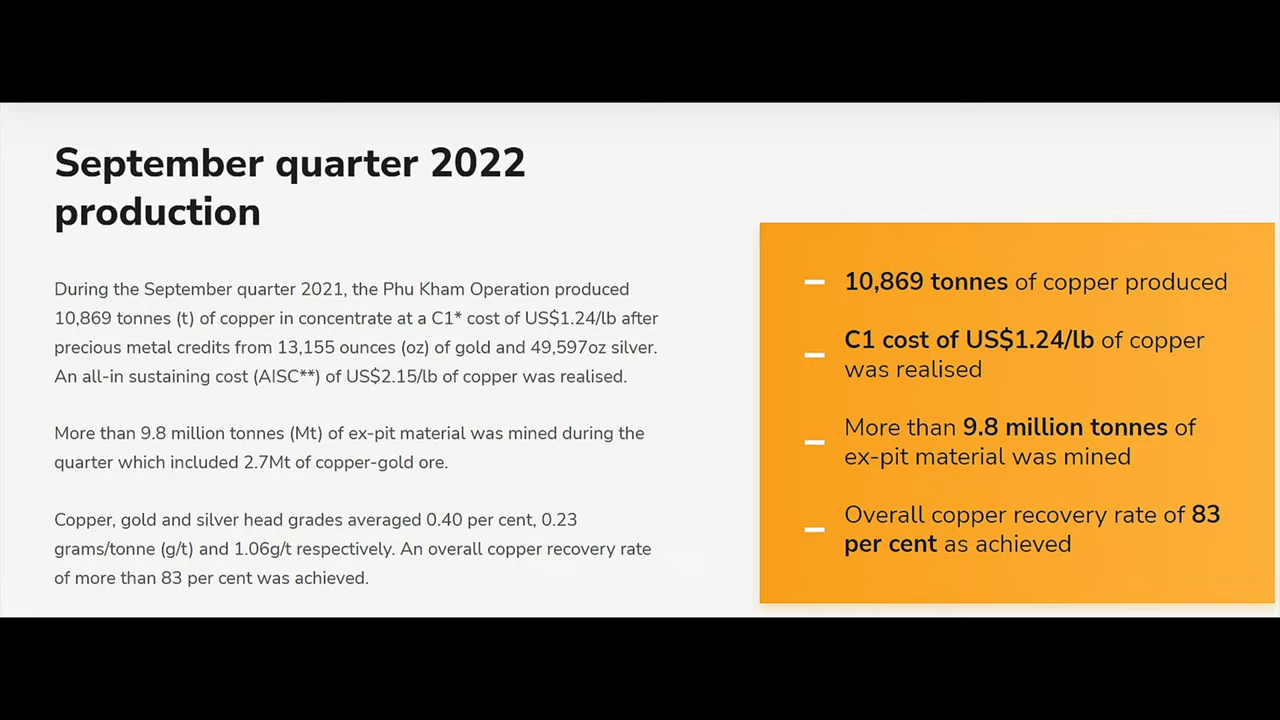 September quarter 2022
production
During the September quarter 2021, the Phu Kham Operation produced
10,869 tonnes (t) of copper in concentrate at a C1* cost of US$1.24/lb after
precious metal credits from 13,155 ounces (oz) of gold and 49,597oz silver.
An all-in sustaining cost (AISC**) of US$2.15/lb of copper was realised.
More than 9.8 million tonnes (Mt) of ex-pit material was mined during the
quarter which included 2.7Mt of copper-gold ore.
Copper, gold and silver head grades averaged 0.40 per cent, 0.23
grams/tonne (g/t) and 1.06g/t respectively. An overall copper recovery rate
of more than 83 per cent was achieved.
10,869 tonnes of copper produced
C1 cost of US$1.24/lb of copper
was realised
More than 9.8 million tonnes of
ex-pit material was mined
Overall copper recovery rate of 83
per cent as achieved